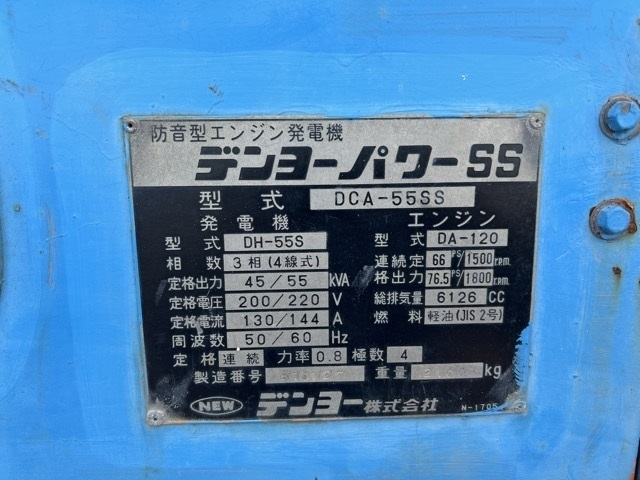 防音型エンジン発電機
デンヨーパワーSS
型式 DCA-55SS
発電機
型式 DH-55S
相数 3相(4線式)
定格出力 45/55 KVA
定格電圧 200/220 V
定格電流 130/144 A
周波数 50/60 Hz
エンジン
型式 DA-120
連続定格出力 66PS/1500r.p.m. 76.5PS/1800r.p.m.
総排気量 6126 CC
燃料 軽油(JIS2号)
定格 連続 力率 0.8 極数 4
製造番号 重量 kg
NEW デンヨー株式会社 N-1705